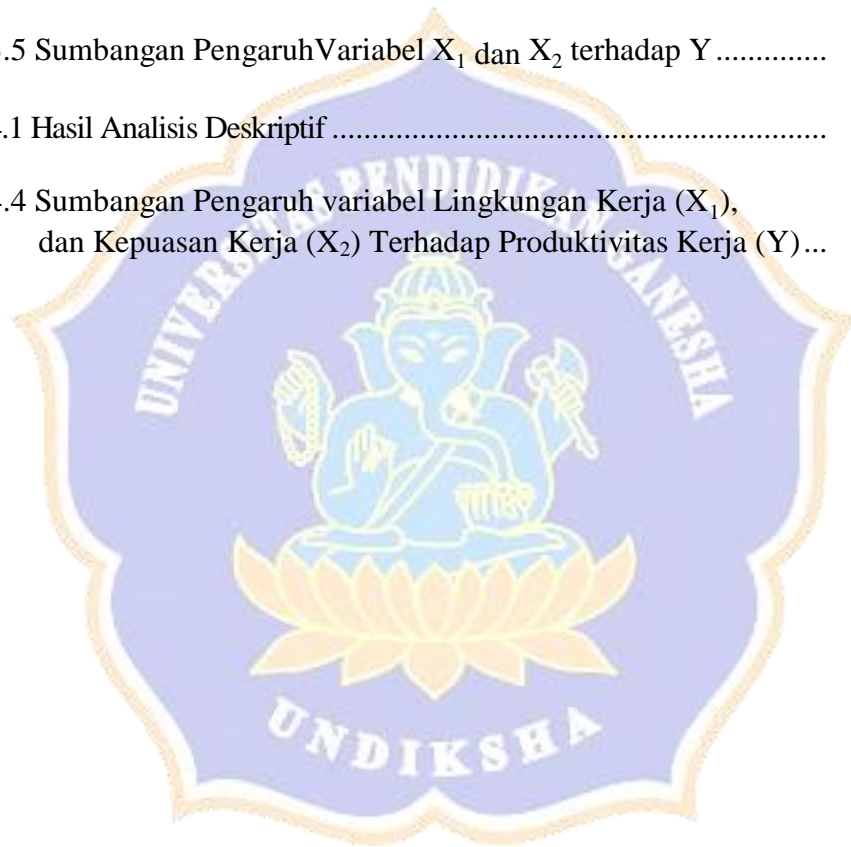 .5 Sumbangan PengaruhVariabel X₁ dan X₂ terhadap Y..............
.1 Hasil Analisis Deskriptif ........................................................
.4 Sumbangan Pengaruh variabel Lingkungan Kerja (X₁),
dan Kepuasan Kerja (X₂) Terhadap Produktivitas Kerja (Y)...
UNIVERSITAS PENDIDIKAN GANESHA
UNDIKSHA